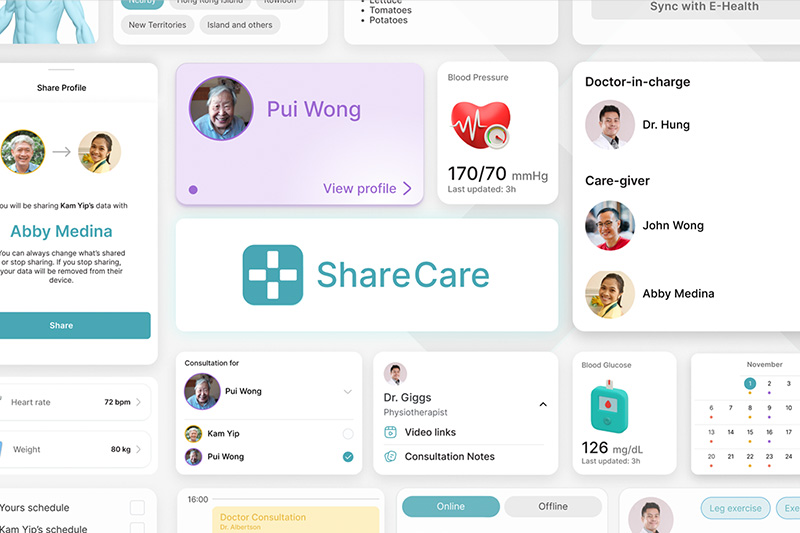 Nearby
Hong Kong Island
Kowloon
New Territories
Island and others
Lettuce
• Tomatoes
• Potatoes
Sync with E-Health
Share Profile
You will be sharing Kam Yip's data with
Abby Medina
You can always change what's shared
or stop sharing. If you stop sharing,
your data will be removed from their
device.
Share
Pui Wong
View profile
Blood Pressure
170/70 mmHg
Last updated: 3h
Doctor-in-charge
Dr. Hung
Care-giver
John Wong
Abby Medina
ShareCare
Heart rate
72 bpm
Weight
80 kg
Consultation for
Pui Wong
Kam Yip
Pui Wong
Dr. Giggs
Physiotherapist
Video links
Consultation Notes
Blood Glucose
126 mg/dL
Last updated: 3h
November
1 2 3
6 7 8 9 10
13 14 15 16 17
20 21 22 23 24
Yours schedule
Kam Yip's schedule
16:00
Doctor Consultation
Dr. Albertson
Online
Offline
Leg exercise
Exe